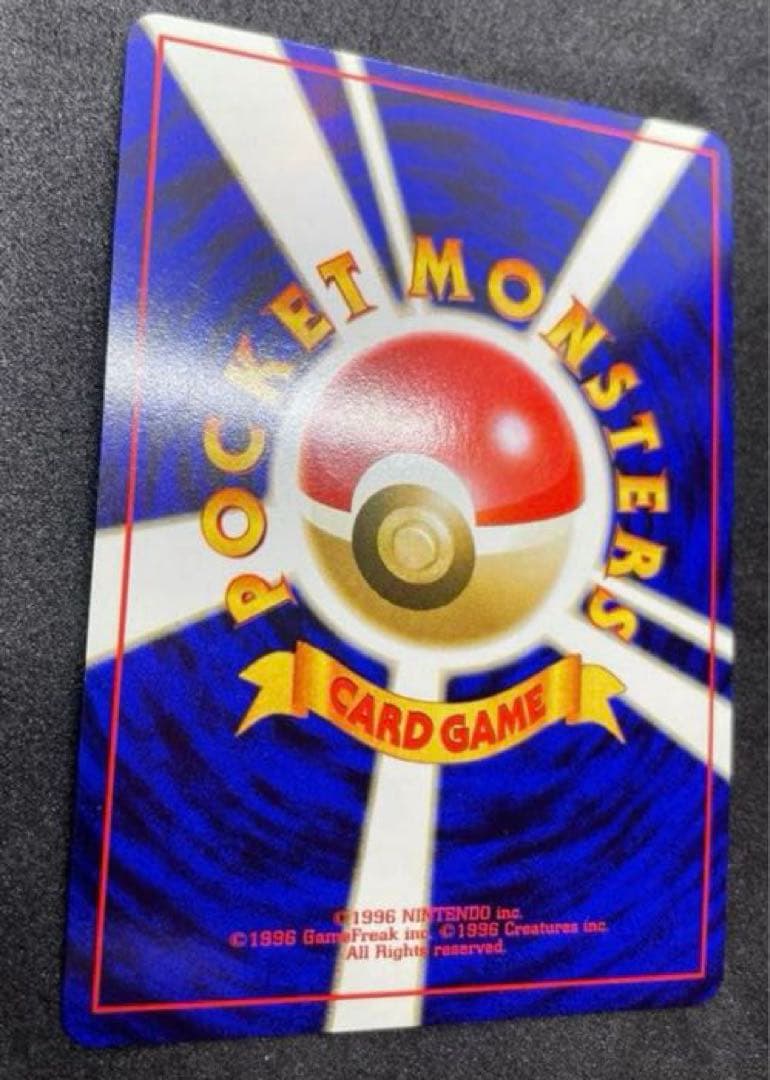 POCKET MONSTERS
CARD GAME
©1996 NINTENDO inc.
©1996 GameFreak inc. ©1996 Creatures inc.
All Rights reserved.